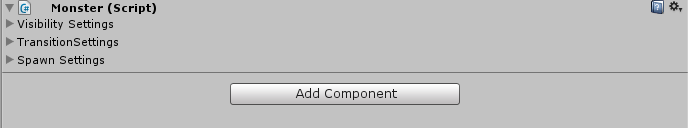 Monster (Script)
Visibility Settings
TransitionSettings
Spawn Settings
Add Component